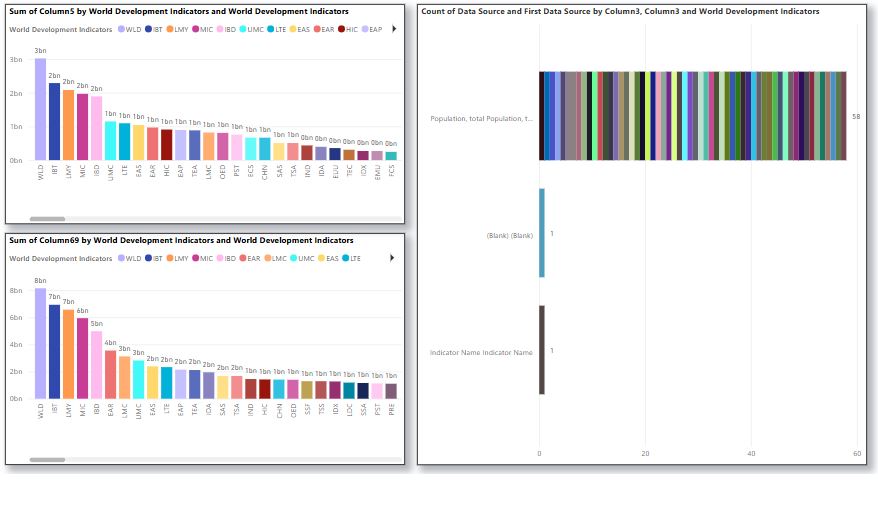 Sum of Column5 by World Development Indicators and World Development Indicators
World Development Indicators WLD IBT LMY MIC IBD UMC LTE EAS EAR HIC EAP
3bn
2bn
1bn
0bn
3bn 2bn 2bn 2bn 2bn 1bn 1bn 1bn 1bn 1bn 1bn 1bn 1bn 1bn 1bn 1bn 1bn 1bn 1bn 0bn 0bn 0bn 0bn 0bn 0bn 0bn
WLD IBT LMY MIC IBD UMC LTE EAS EAR HIC EAP TEA LMC OED PST ECS CHN SAS TSA IND IDA EUU TEC IDX EMU FCS
Sum of Column69 by World Development Indicators and World Development Indicators
World Development Indicators WLD IBT LMY MIC IBD EAR LMC UMC EAS LTE
8bn
6bn
4bn
2bn
0bn
8bn 7bn 7bn 6bn 5bn 4bn 3bn 3bn 2bn 2bn 2bn 2bn 2bn 2bn 2bn 1bn 1bn 1bn 1bn 1bn 1bn 1bn 1bn 1bn 1bn 1bn
WLD IBT LMY MIC IBD EAR LMC UMC EAS LTE EAP TEA IDA SAS TSA IND HIC CHN OED SSF TSS IDX LDC SSA PST PRE
Count of Data Source and First Data Source by Column3, Column3 and World Development Indicators
Population, total Population, t...
58
(Blank) (Blank)
1
Indicator Name Indicator Name
1
0 20 40 60